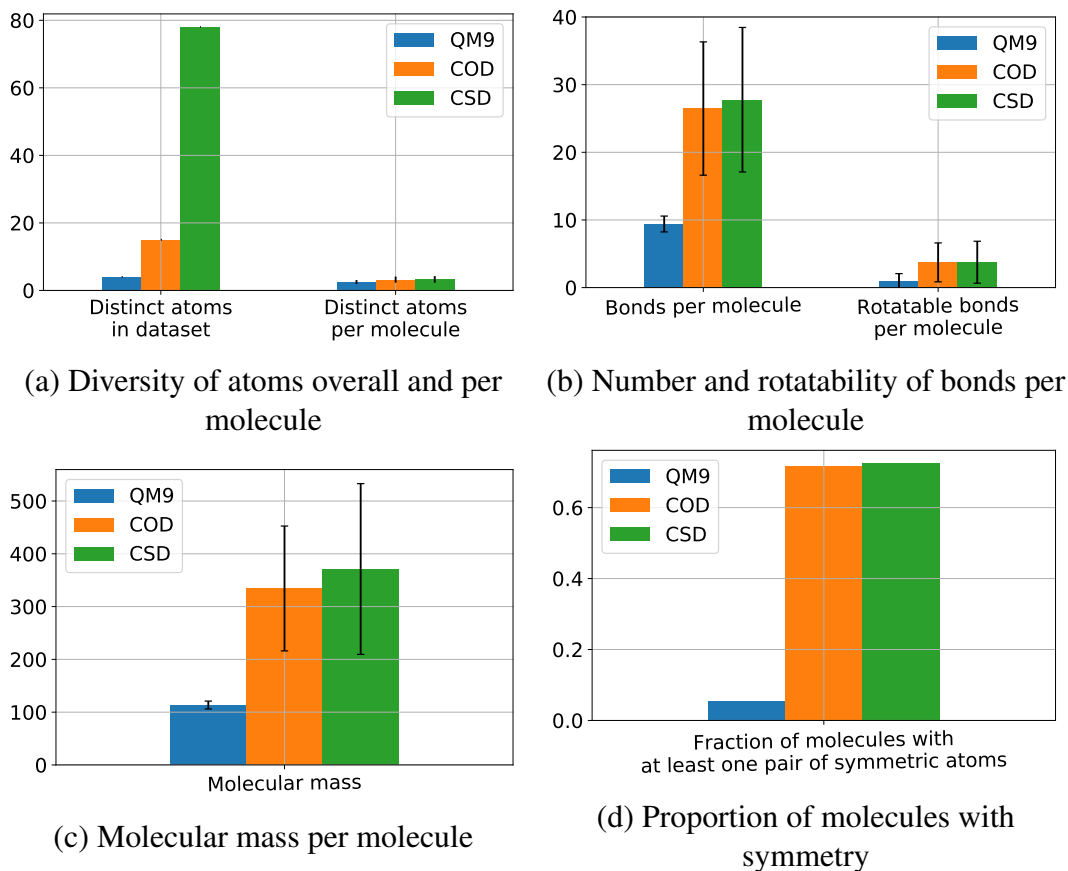 80
60
40
20
0
QM9
COD
CSD
Distinct atoms
in dataset
Distinct atoms
per molecule
(a) Diversity of atoms overall and per
molecule
40
30
20
10
0
QM9
COD
CSD
Bonds per molecule
Rotatable bonds
per molecule
(b) Number and rotatability of bonds per
molecule
500
400
300
200
100
0
QM9
COD
CSD
Molecular mass
(c) Molecular mass per molecule
0.6
0.4
0.2
0.0
QM9
COD
CSD
Fraction of molecules with
at least one pair of symmetric atoms
(d) Proportion of molecules with
symmetry